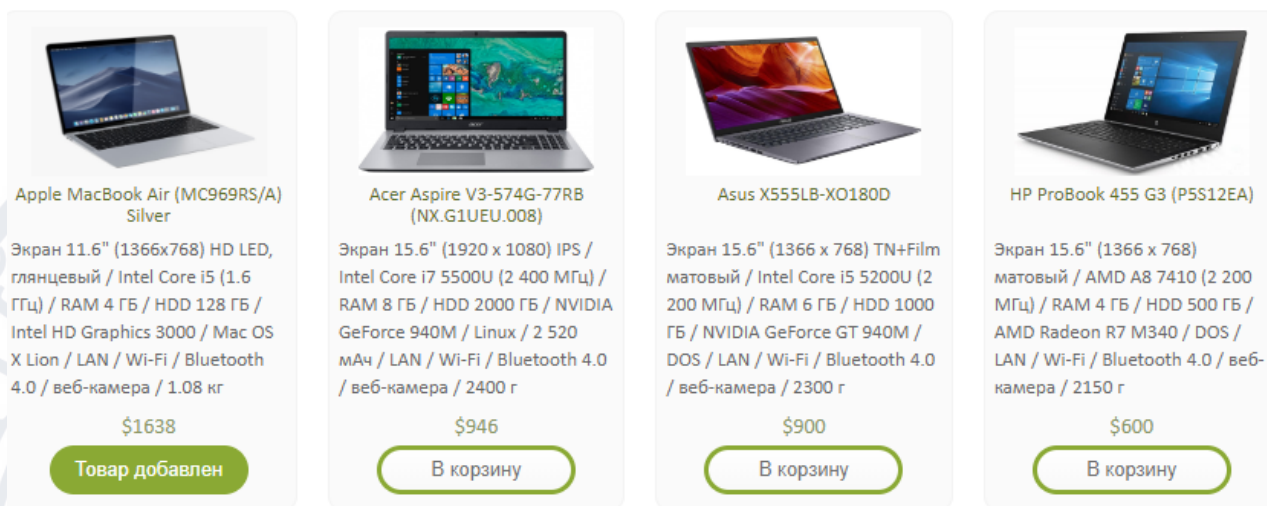 Apple MacBook Air (MC969RS/A)
Silver
Экран 11.6" (1366x768) HD LED,
глянцевый / Intel Core i5 (1.6
ГГц) / RAM 4 ГБ / HDD 128 ГБ /
Intel HD Graphics 3000 / Mac OS
X Lion / LAN / Wi-Fi / Bluetooth
4.0 / веб-камера / 1.08 кг
$1638
Товар добавлен
Acer Aspire V3-574G-77RB
(NX.G1UEU.008)
Экран 15.6" (1920 x 1080) IPS /
Intel Core i7 5500U (2 400 МГц) /
RAM 8 ГБ / HDD 2000 ГБ / NVIDIA
GeForce 940M / Linux / 2 520
мАч / LAN / Wi-Fi / Bluetooth 4.0
/ веб-камера / 2400 г
$946
В корзину
Asus X555LB-XO180D
Экран 15.6" (1366 x 768) TN+Film
матовый / Intel Core i5 5200U (2
200 МГц) / RAM 6 ГБ / HDD 1000
ГБ / NVIDIA GeForce GT 940M /
DOS / LAN / Wi-Fi / Bluetooth 4.0
/ веб-камера / 2300 г
$900
В корзину
HP ProBook 455 G3 (P5S12EA)
Экран 15.6" (1366 x 768)
матовый / AMD A8 7410 (2 200
МГц) / RAM 4 ГБ / HDD 500 ГБ /
AMD Radeon R7 M340 / DOS /
LAN / Wi-Fi / Bluetooth 4.0 / веб-
камера / 2150 г
$600
В корзину